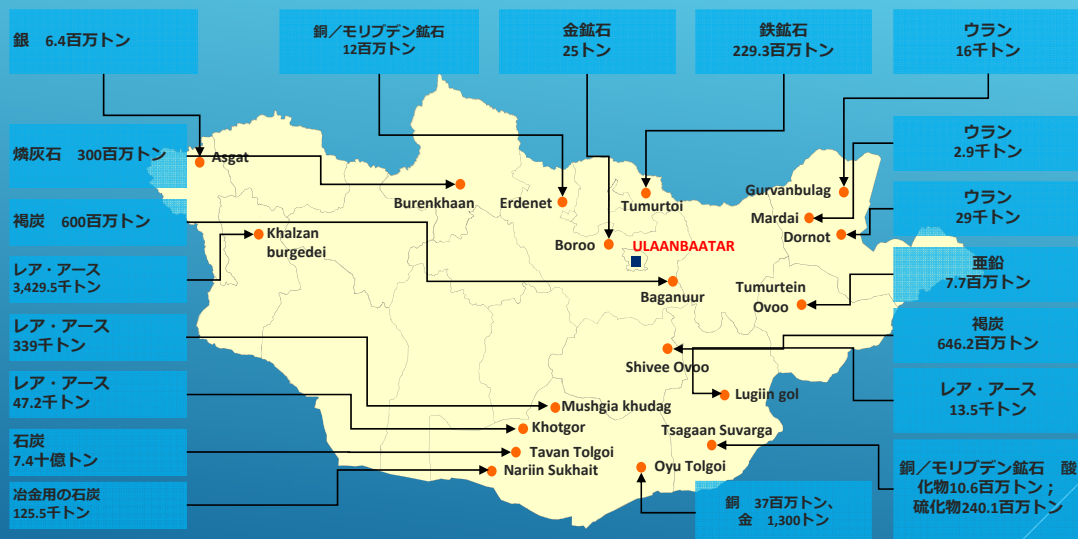 銀　6.4百万トン
銅／モリブデン鉱石
12百万トン
金鉱石
25トン
鉄鉱石
229.3百万トン
ウラン
16千トン
燐灰石　300百万トン
褐炭　600百万トン
レア・アース
3,429.5千トン
レア・アース
339千トン
レア・アース
47.2千トン
石炭
7.4十億トン
冶金用の石炭
125.5千トン
Asgat
Burenkhaan
Erdenet
Tumurtoi
Gurvanbulag
Mardai
Dornot
Khalzan
burgedei
Boroo
ULAANBAATAR
Baganuur
Tumurtein
Ovoo
Shivee Ovoo
Lugiin gol
Mushgia khudag
Khotgor
Tsagaan Suvarga
Tavan Tolgoi
Nariin Sukhait
Oyu Tolgoi
ウラン
2.9千トン
ウラン
29千トン
亜鉛
7.7百万トン
褐炭
646.2百万トン
レア・アース
13.5千トン
銅／モリブデン鉱石　酸
化物10.6百万トン；
硫化物240.1百万トン
銅　37百万トン、
金　1,300トン